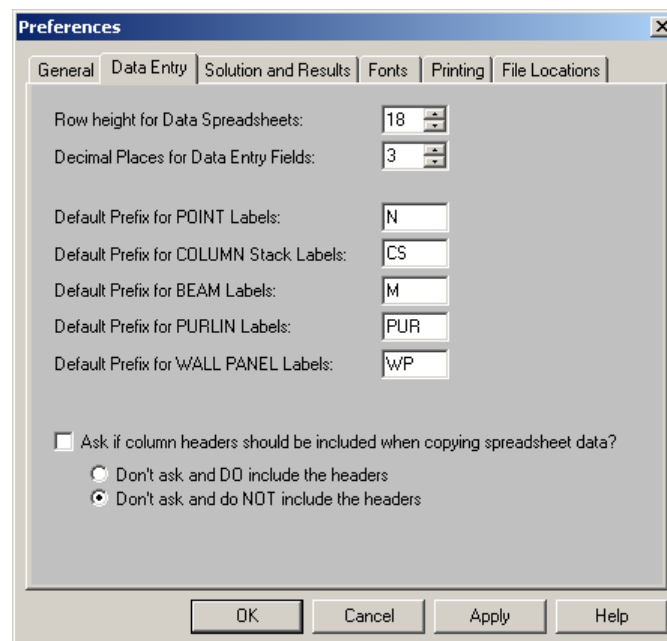 Preferences
General Data Entry Solution and Results Fonts Printing File Locations
Row height for Data Spreadsheets: 18
Decimal Places for Data Entry Fields: 3
Default Prefix for POINT Labels: N
Default Prefix for COLUMN Stack Labels: CS
Default Prefix for BEAM Labels: M
Default Prefix for PURLIN Labels: PUR
Default Prefix for WALL PANEL Labels: WP
Ask if column headers should be included when copying spreadsheet data?
Don't ask and DO include the headers
Don't ask and do NOT include the headers
OK Cancel Apply Help